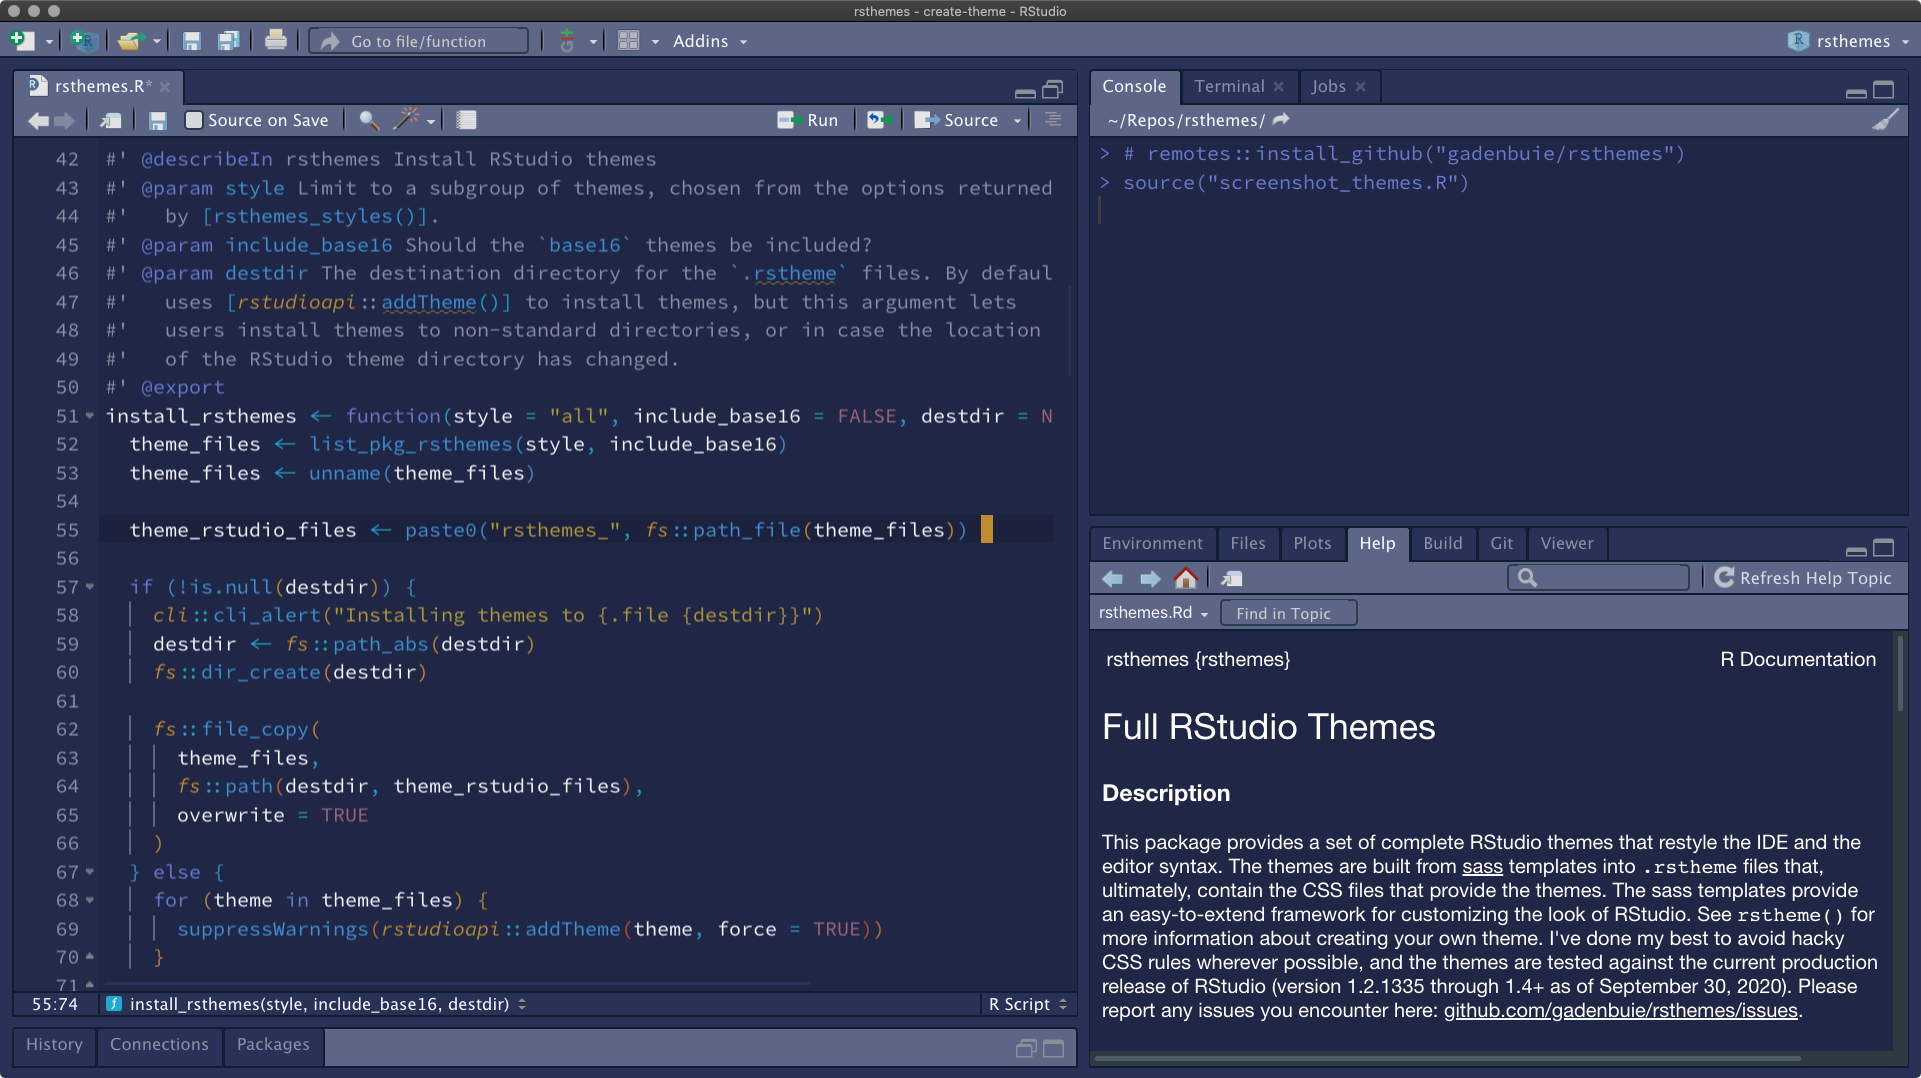 rsthemes - create-theme - RStudio
Go to file/function
Addins
rsthemes
rsthemes.R*
Source on Save
Run
Source
42 #' @describeIn rsthemes Install RStudio themes
43 #' @param style Limit to a subgroup of themes, chosen from the options returned
44 #'   by [rsthemes_styles()].
45 #' @param include_base16 Should the `base16` themes be included?
46 #' @param destdir The destination directory for the `.rstheme` files. By defaul
47 #'   uses [rstudioapi::addTheme()] to install themes, but this argument lets
48 #'   users install themes to non-standard directories, or in case the location
49 #'   of the RStudio theme directory has changed.
50 #' @export
51 install_rsthemes <- function(style = "all", include_base16 = FALSE, destdir = N
52   theme_files <- list_pkg_rsthemes(style, include_base16)
53   theme_files <- unname(theme_files)
54
55   theme_rstudio_files <- paste0("rsthemes_", fs::path_file(theme_files))
56
57   if (!is.null(destdir)) {
58     cli::cli_alert("Installing themes to {.file {destdir}}")
59     destdir <- fs::path_abs(destdir)
60     fs::dir_create(destdir)
61
62     fs::file_copy(
63       theme_files,
64       fs::path(destdir, theme_rstudio_files),
65       overwrite = TRUE
66     )
67   } else {
68     for (theme in theme_files) {
69       suppressWarnings(rstudioapi::addTheme(theme, force = TRUE))
70     }
71
55:74 install_rsthemes(style, include_base16, destdir) R Script
History Connections Packages
Console Terminal Jobs
~/Repos/rsthemes/
> # remotes::install_github("gadenbuie/rsthemes")
> source("screenshot_themes.R")
Environment Files Plots Help Build Git Viewer
Refresh Help Topic
rsthemes.Rd Find in Topic
rsthemes {rsthemes} R Documentation
Full RStudio Themes
Description
This package provides a set of complete RStudio themes that restyle the IDE and the
editor syntax. The themes are built from sass templates into .rstheme files that,
ultimately, contain the CSS files that provide the themes. The sass templates provide
an easy-to-extend framework for customizing the look of RStudio. See rstheme() for
more information about creating your own theme. I've done my best to avoid hacky
CSS rules wherever possible, and the themes are tested against the current production
release of RStudio (version 1.2.1335 through 1.4+ as of September 30, 2020). Please
report any issues you encounter here: github.com/gadenbuie/rsthemes/issues.